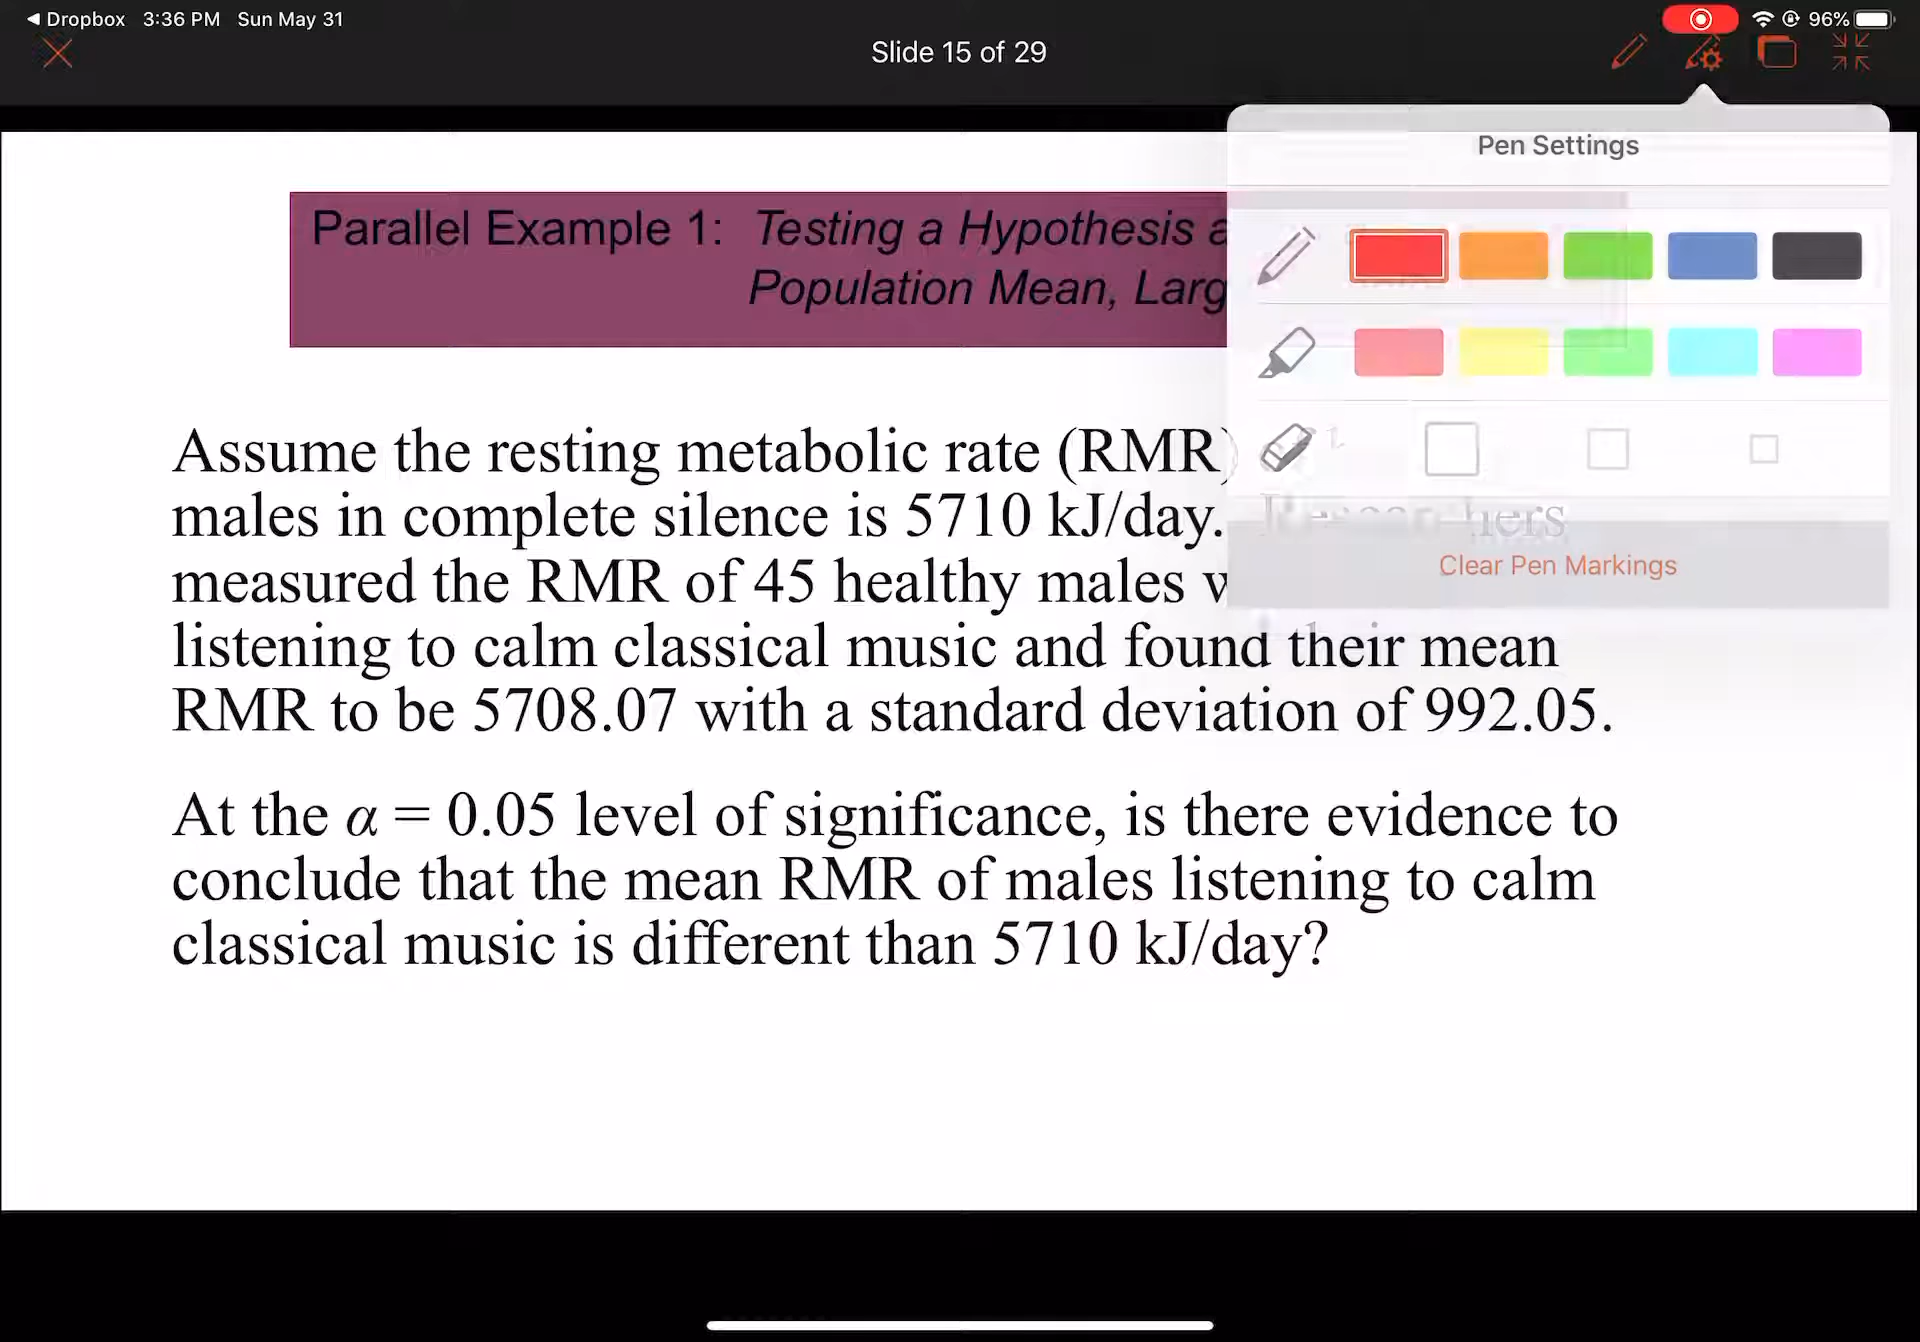 Dropbox 3:36 PM Sun May 31
96%
Slide 15 of 29
Pen Settings
Clear Pen Markings
Parallel Example 1: Testing a Hypothesis a
Population Mean, Larg
Assume the resting metabolic rate (RMR)
males in complete silence is 5710 kJ/day. Researchers
measured the RMR of 45 healthy males w
listening to calm classical music and found their mean
RMR to be 5708.07 with a standard deviation of 992.05.
At the α = 0.05 level of significance, is there evidence to
conclude that the mean RMR of males listening to calm
classical music is different than 5710 kJ/day?